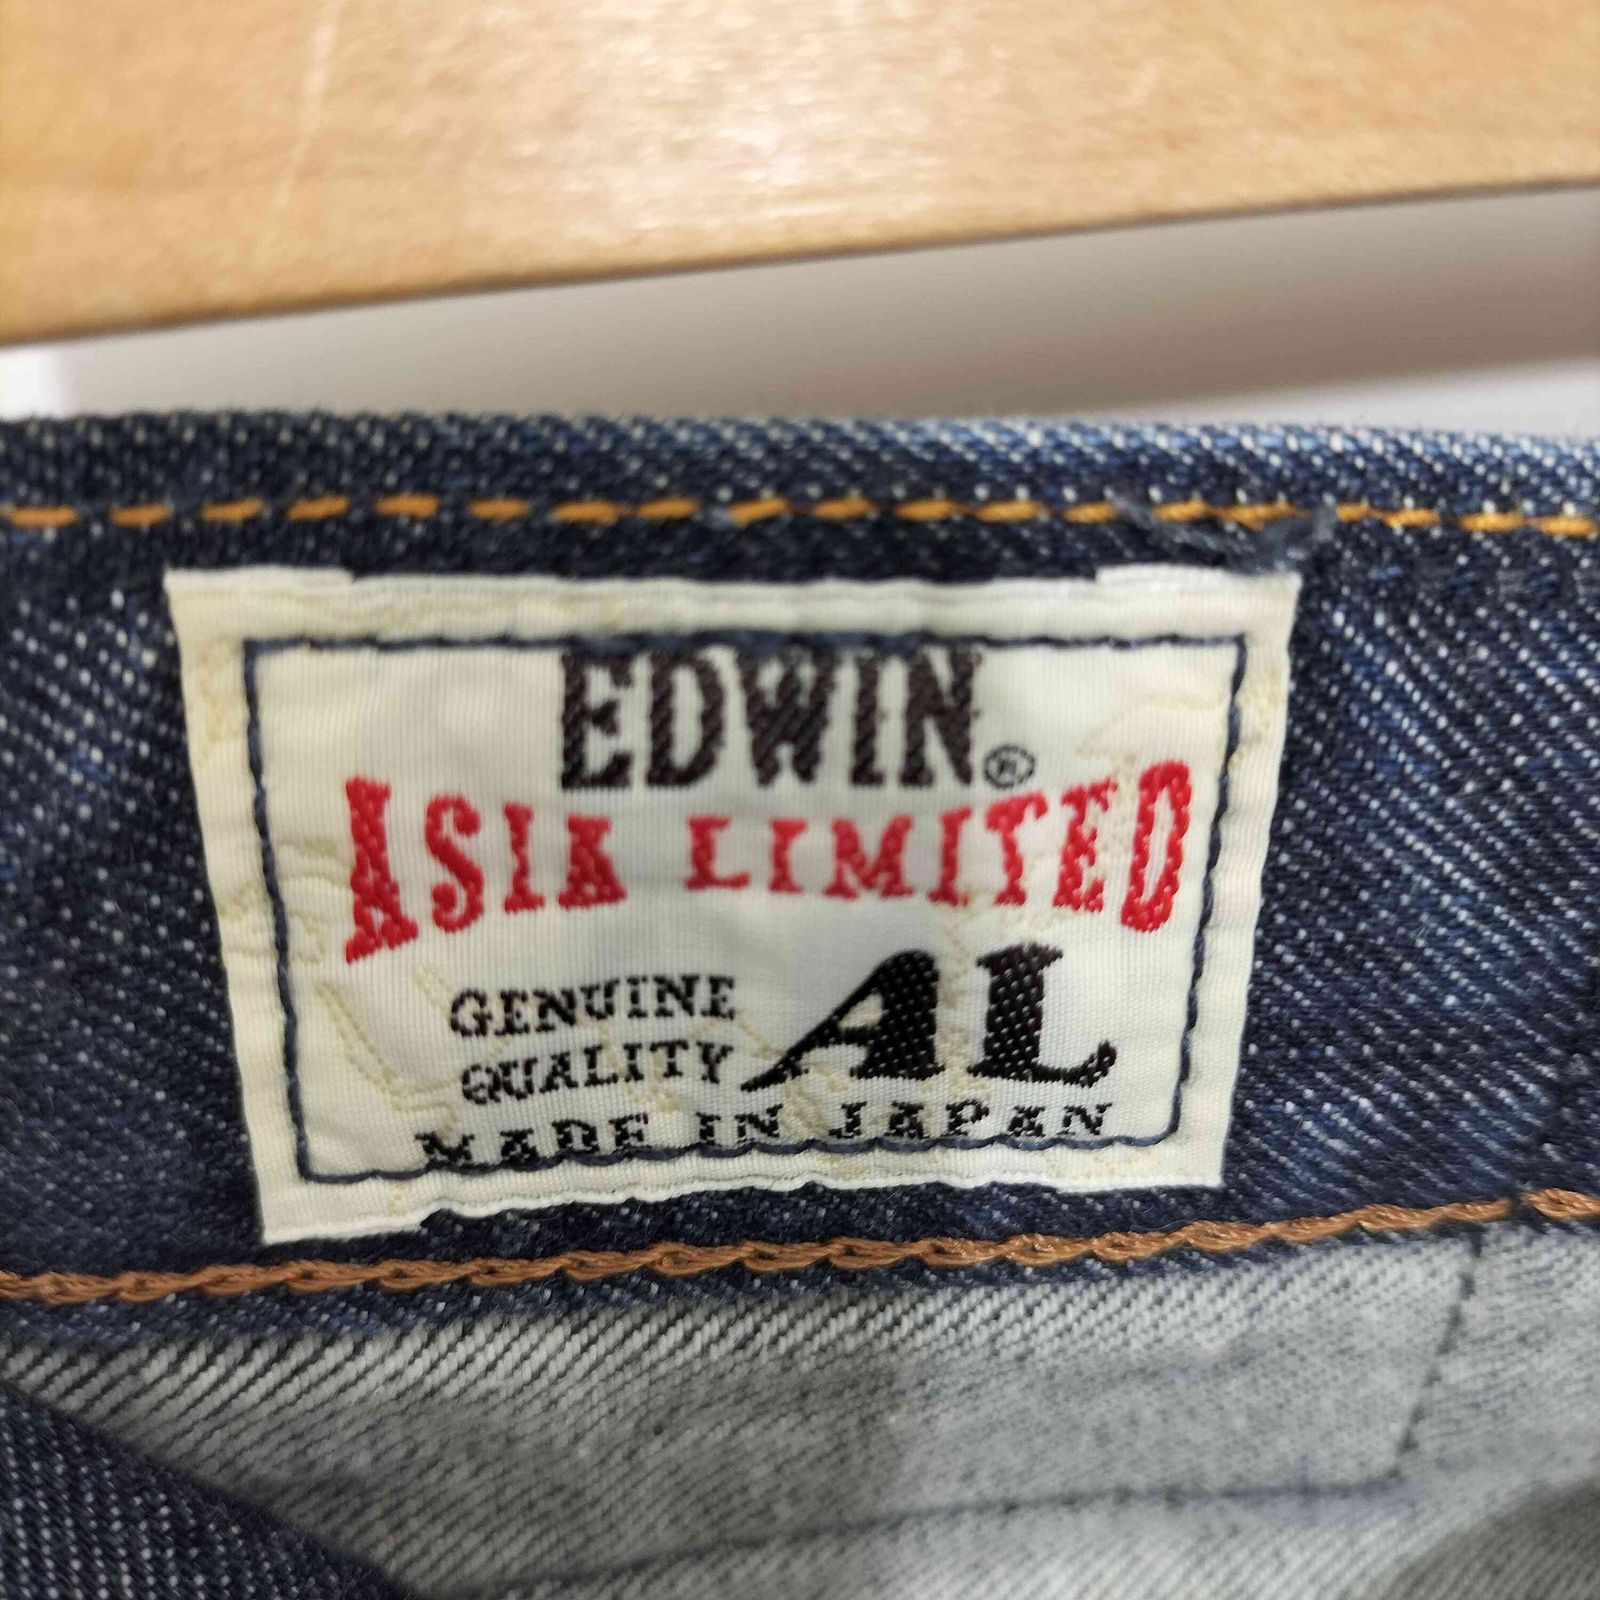 EDWIN®
ASIA LIMITED
GENUINE
QUALITY AL
MADE IN JAPAN